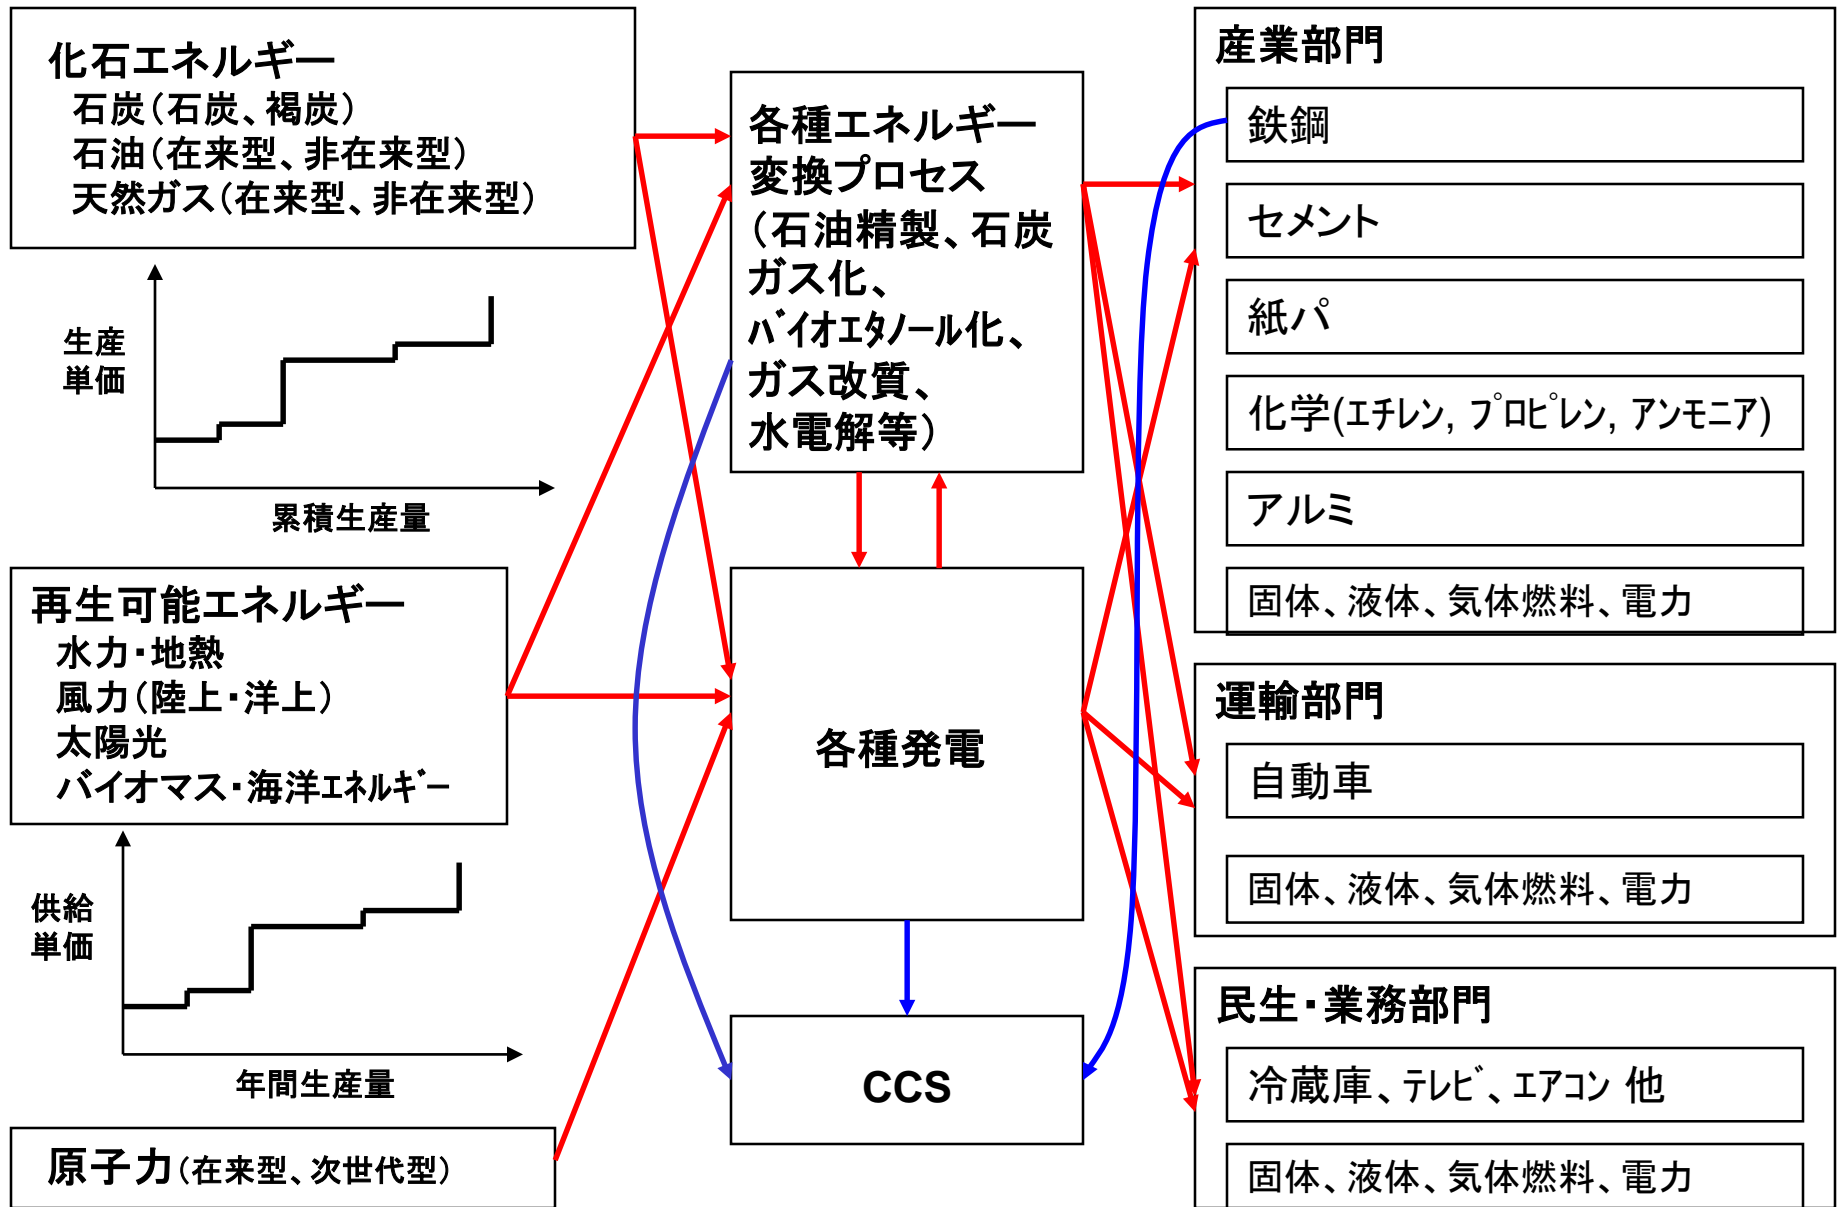 化石エネルギー
石炭（石炭、褐炭）
石油（在来型、非在来型）
天然ガス（在来型、非在来型）
生産
単価
累積生産量
再生可能エネルギー
水力・地熱
風力（陸上・洋上）
太陽光
バイオマス・海洋ｴﾈﾙｷﾞｰ
供給
単価
年間生産量
原子力（在来型、次世代型）
各種エネルギー
変換プロセス
（石油精製、石炭
ガス化、
ﾊﾞｲｵｴﾀﾉｰﾙ化、
ガス改質、
水電解等）
各種発電
CCS
産業部門
鉄鋼
セメント
紙パ
化学(ｴﾁﾚﾝ, ﾌﾟﾛﾋﾟﾚﾝ, ｱﾝﾓﾆｱ)
アルミ
固体、液体、気体燃料、電力
運輸部門
自動車
固体、液体、気体燃料、電力
民生・業務部門
冷蔵庫、ﾃﾚﾋﾞ、ｴｱｺﾝ 他
固体、液体、気体燃料、電力